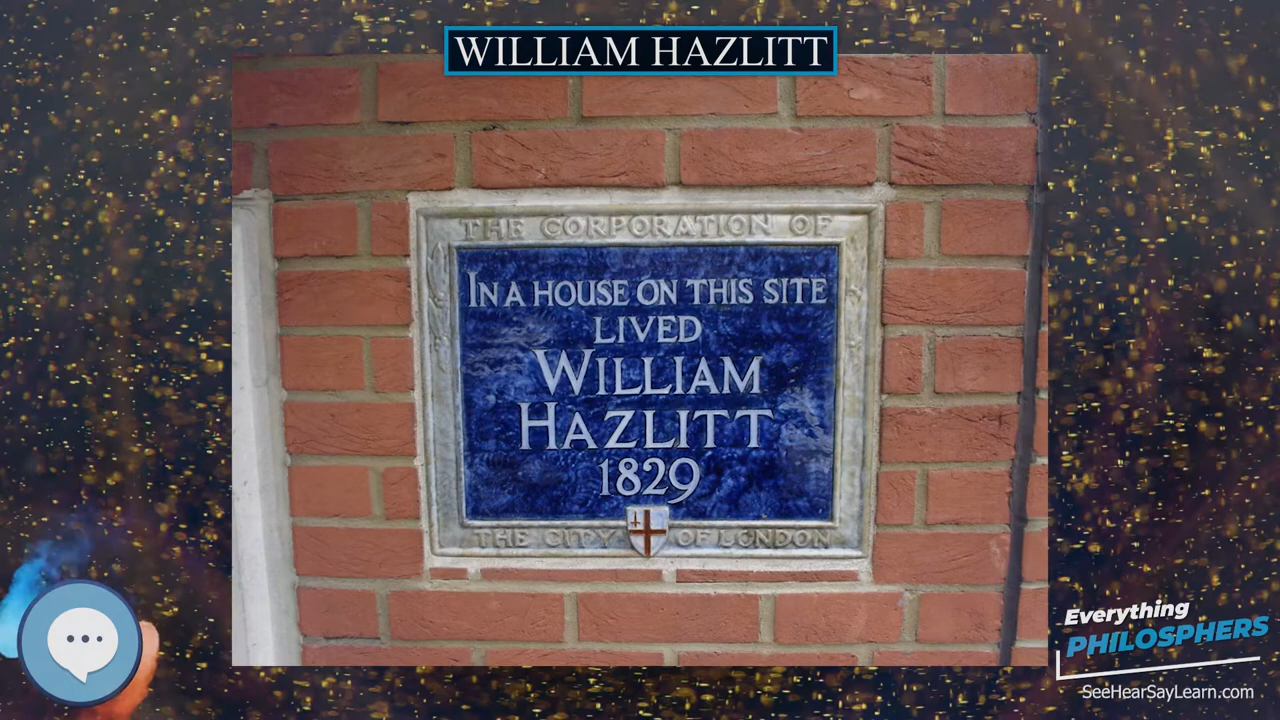 WILLIAM HAZLITT
THE CORPORATION OF
IN A HOUSE ON THIS SITE
LIVED
WILLIAM
HAZLITT
1829
THE CITY OF LONDON
Everything
PHILOSPHERS
SeeHearSayLearn.com